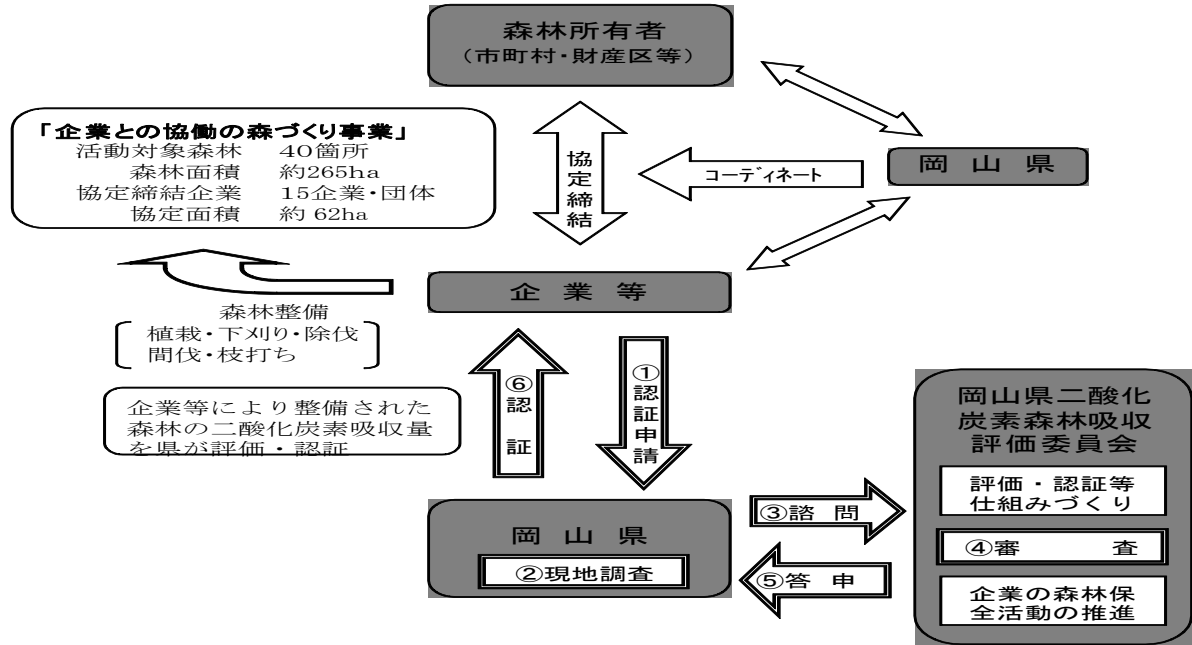 森林所有者
(市町村・財産区等)
「企業との協働の森づくり事業」
活動対象森林 40箇所
森林面積 約265ha
協定締結企業 15企業・団体
協定面積 約 62ha
協定締結
コーディネート
岡 山 県
企 業 等
森林整備
植栽・下刈り・除伐
間伐・枝打ち
企業等により整備された
森林の二酸化炭素吸収量
を県が評価・認証
⑥認 証
①認証申請
岡 山 県
②現地調査
③諮 問
⑤答 申
岡山県二酸化
炭素森林吸収
評価委員会
評価・認証等
仕組みづくり
④審 査
企業の森林保
全活動の推進